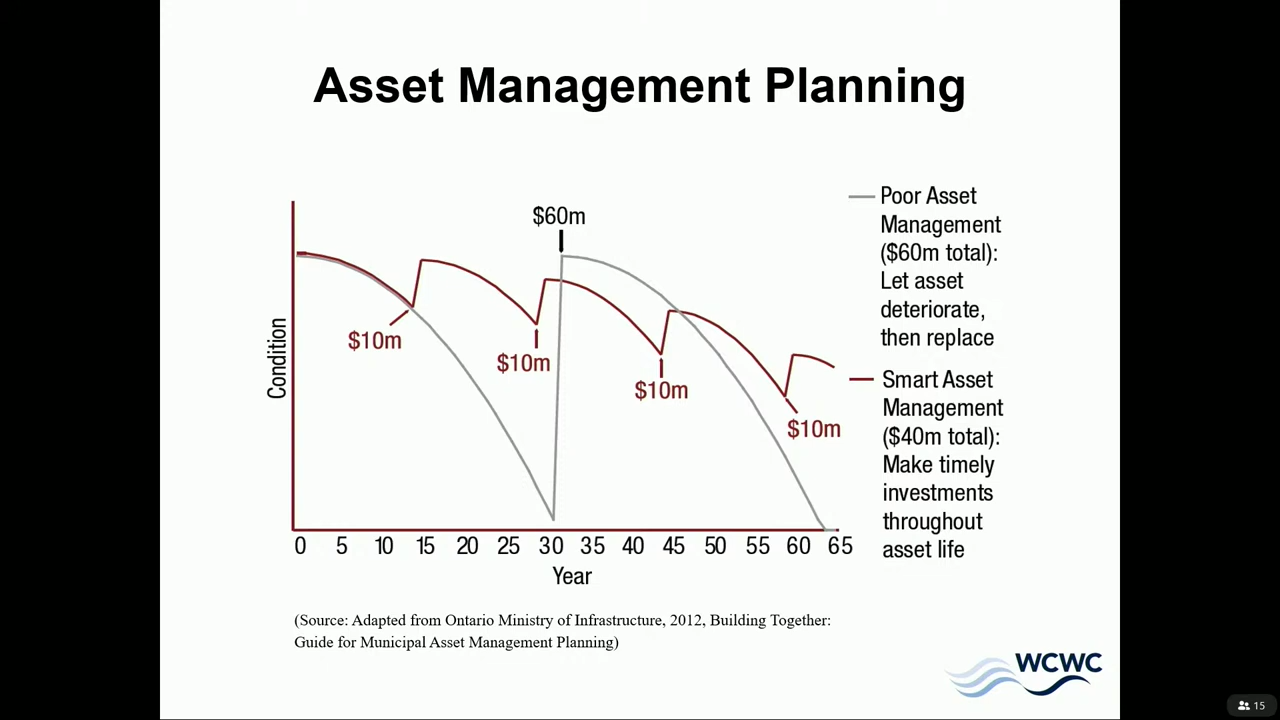 Asset Management Planning
$60m
$10m
$10m
$10m
$10m
Condition
0 5 10 15 20 25 30 35 40 45 50 55 60 65
Year
Poor Asset
Management
($60m total):
Let asset
deteriorate,
then replace
Smart Asset
Management
($40m total):
Make timely
investments
throughout
asset life
(Source: Adapted from Ontario Ministry of Infrastructure, 2012, Building Together:
Guide for Municipal Asset Management Planning)
WCWC
15